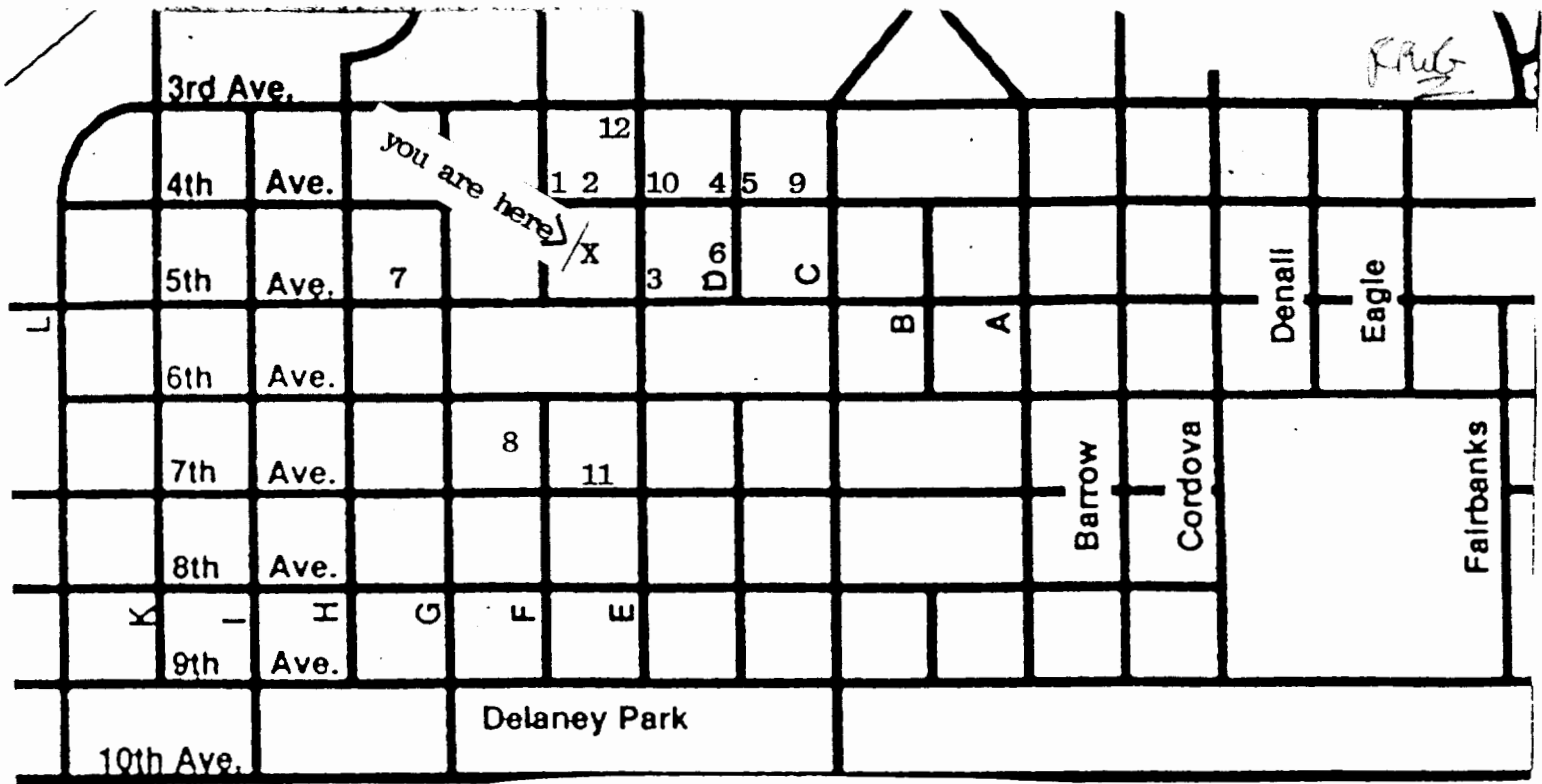 3rd Ave.
you are here
12
4th Ave.
1 2 10 4 5 9
X
6
5th Ave. 7 3 D C
Denali
Eagle
L
B
A
6th Ave.
8
7th Ave. 11
Barrow
Cordova
Fairbanks
8th Ave.
K I H G F E
9th Ave.
Delaney Park
10th Ave.